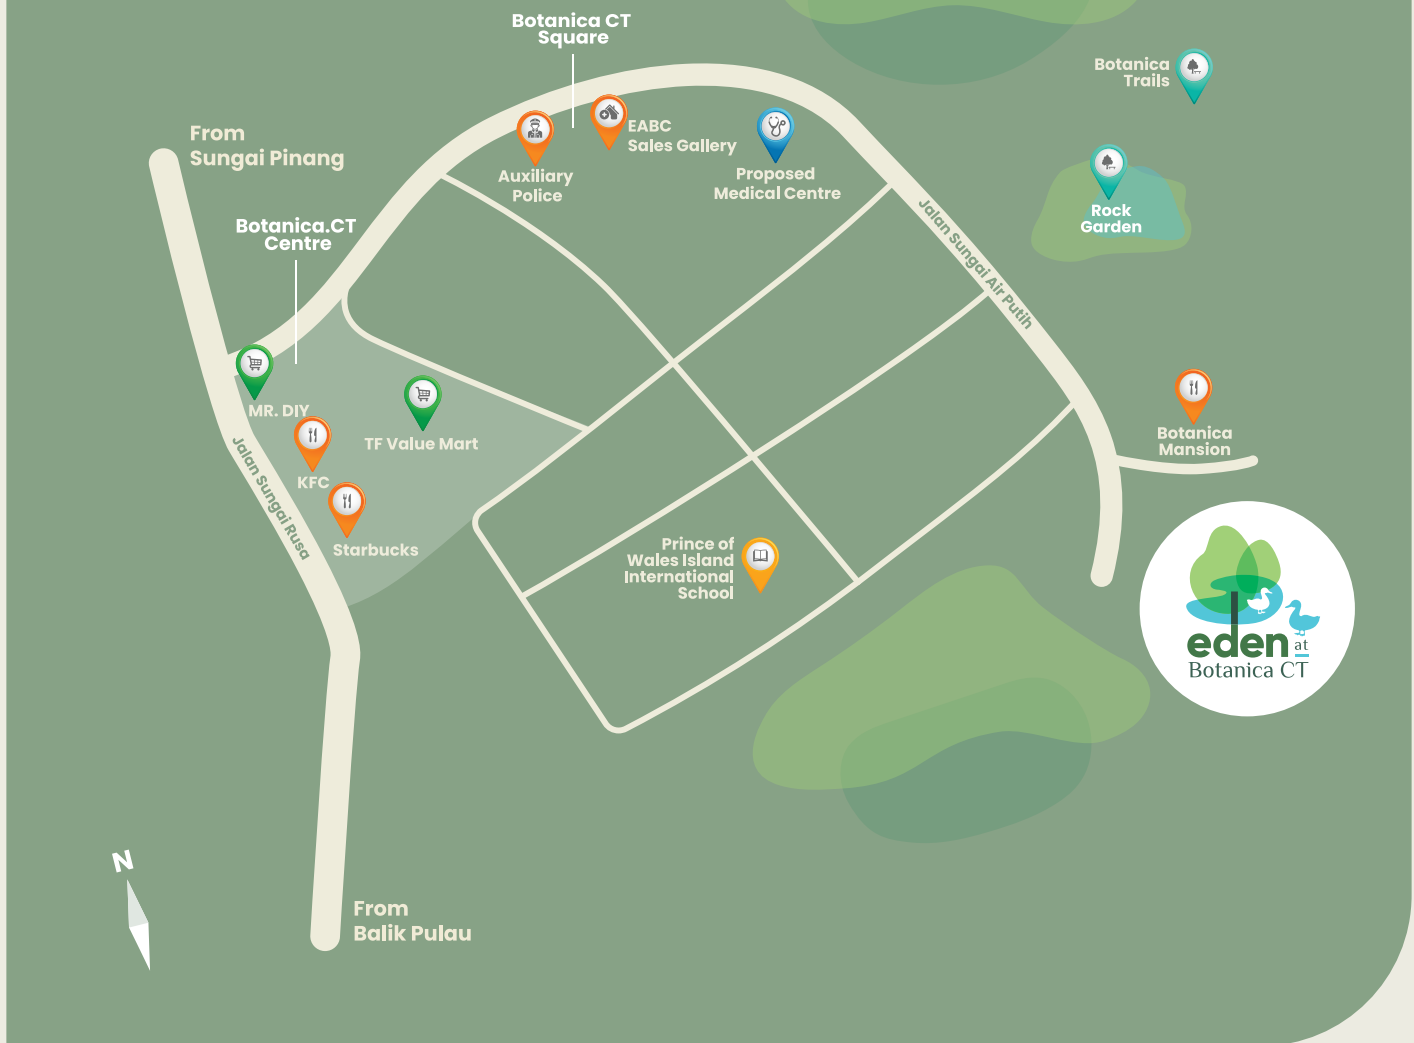 Botanica CT
Square
Botanica
Trails
From
Sungai Pinang
EABC
Sales Gallery
Auxiliary
Police
Proposed
Medical Centre
Rock
Garden
Jalan Sungai Air Putih
Botanica.CT
Centre
MR. DIY
TF Value Mart
KFC
Starbucks
Jalan Sungai Rusa
Botanica
Mansion
Prince of
Wales Island
International
School
eden at
Botanica CT
N
From
Balik Pulau